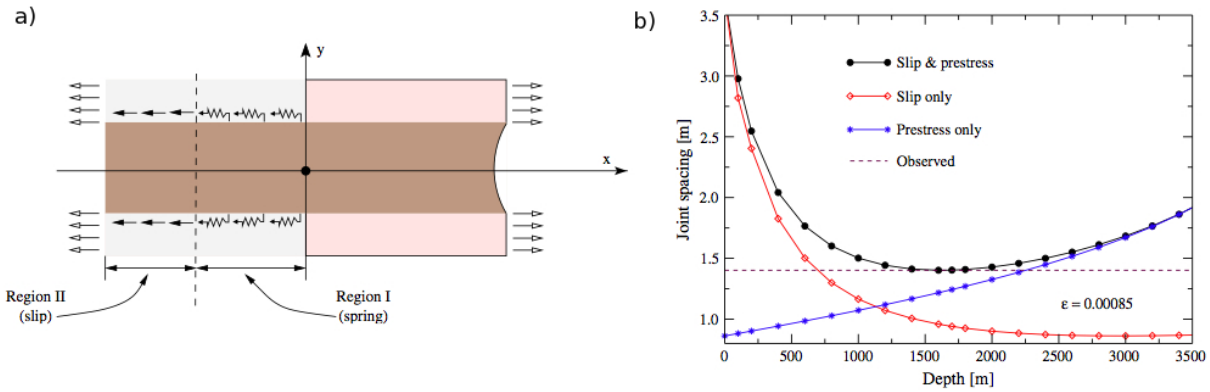 a)
y
x
Region II
(slip)
Region I
(spring)
b)
3.5
3.0
2.5
2.0
1.5
1.0
Joint spacing [m]
Slip & prestress
Slip only
Prestress only
Observed
ε = 0.00085
0 500 1000 1500 2000 2500 3000 3500
Depth [m]